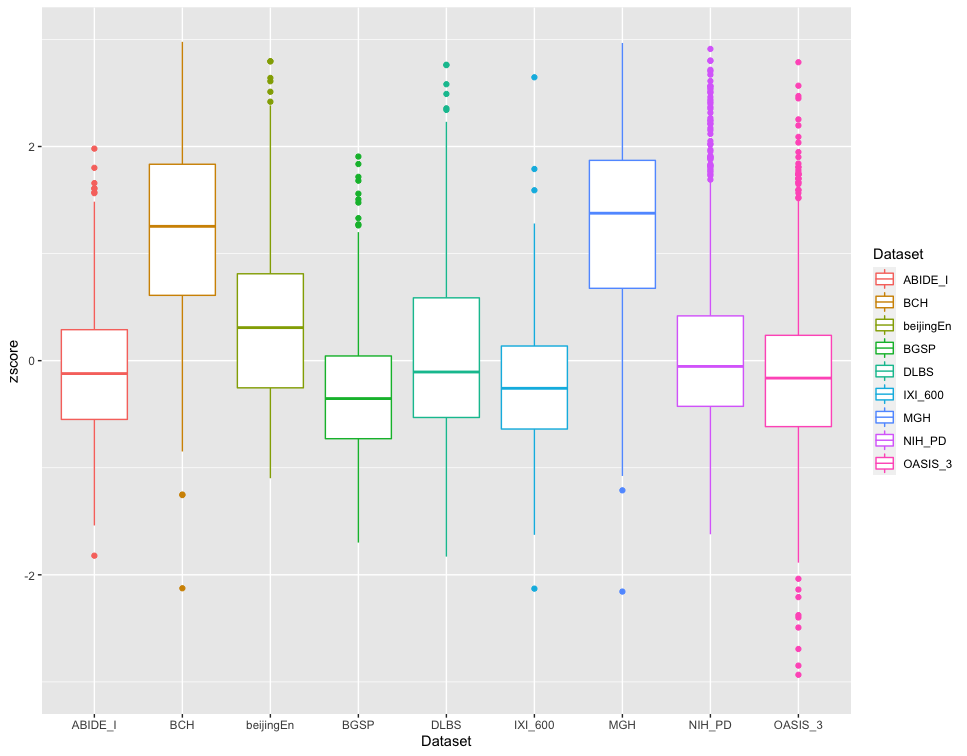 zscore
2
0
-2
ABIDE_I
BCH
beijingEn
BGSP
DLBS
IXI_600
MGH
NIH_PD
OASIS_3
Dataset
Dataset
ABIDE_I
BCH
beijingEn
BGSP
DLBS
IXI_600
MGH
NIH_PD
OASIS_3